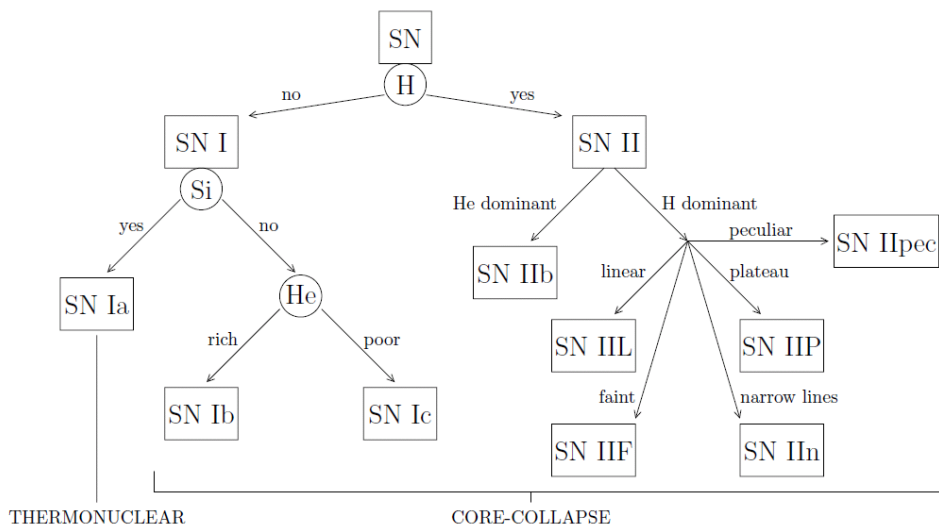 SN
H
no
yes
SN I
SN II
Si
He dominant
H dominant
yes
no
peculiar
SN IIpec
SN IIb
linear
plateau
SN Ia
He
rich
poor
SN IIL
SN IIP
faint
narrow lines
SN Ib
SN Ic
SN IIF
SN IIn
THERMONUCLEAR
CORE-COLLAPSE